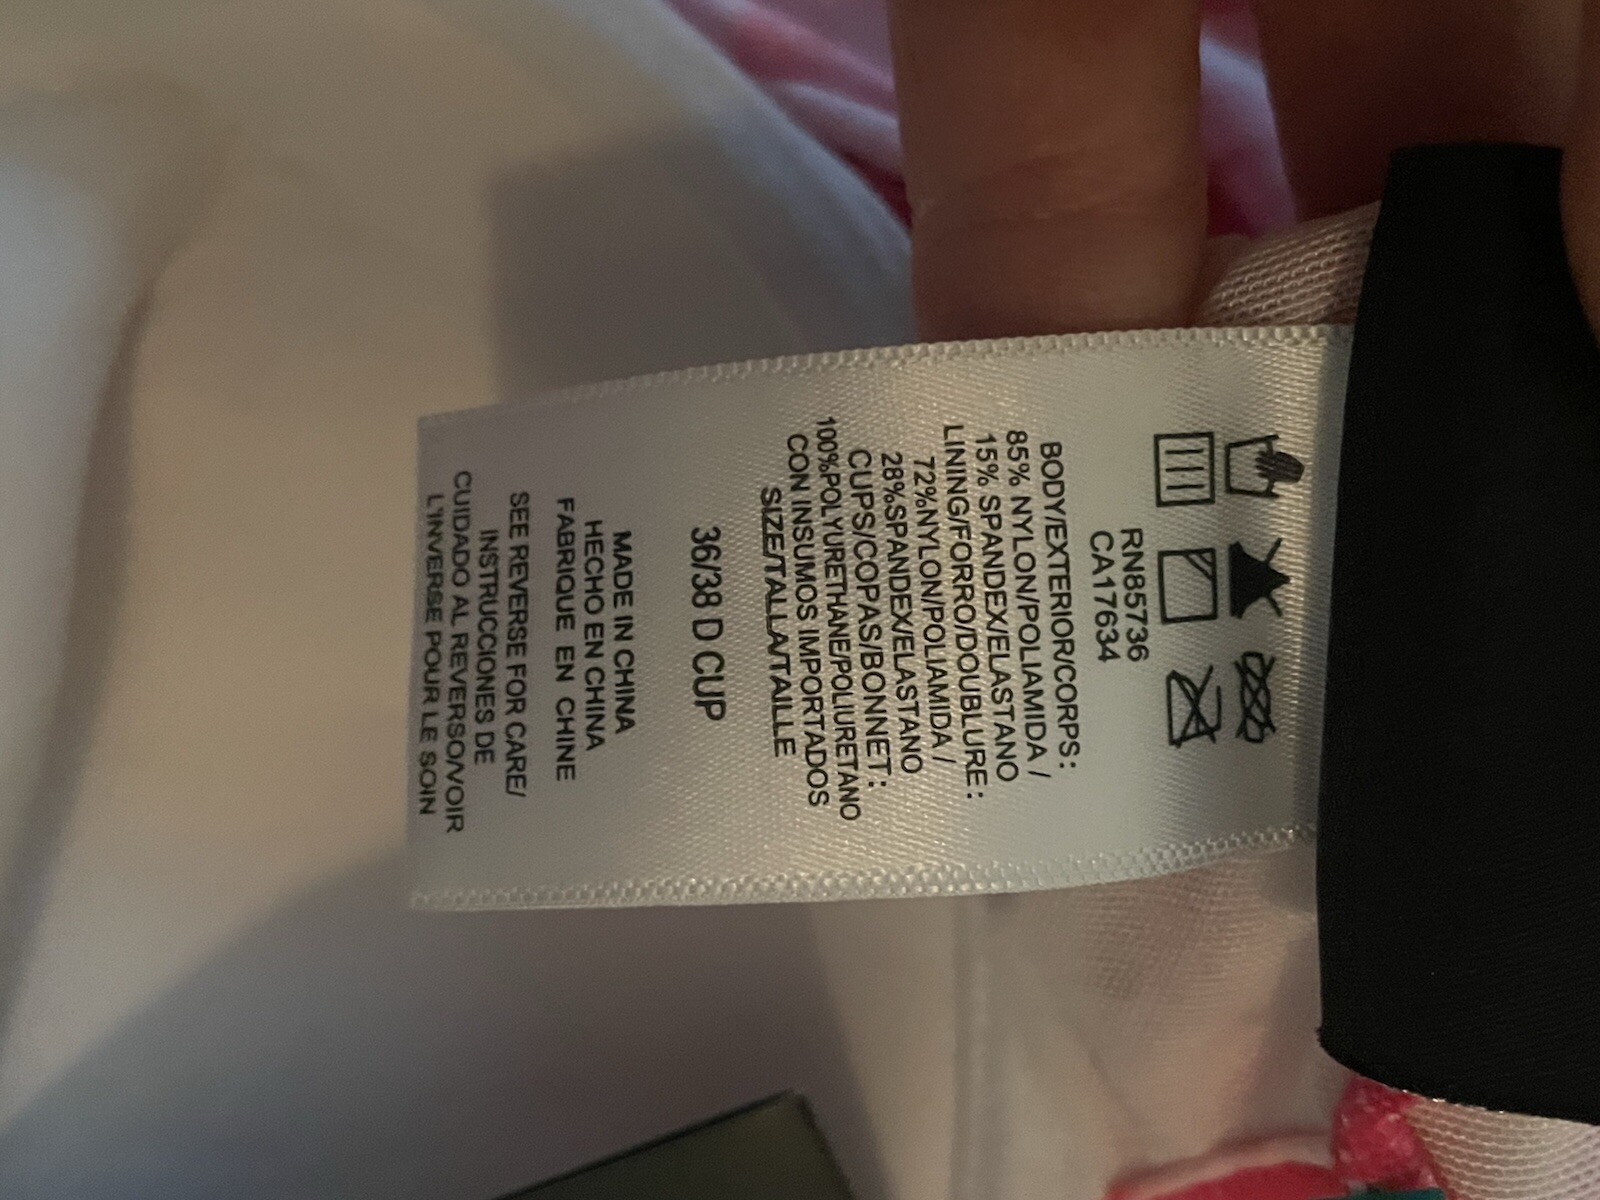 RN85736
CA17634
BODY/EXTERIOR/CORPS:
85% NYLON/POLIAMIDA /
15% SPANDEX/ELASTANO
LINING/FORRO/DOUBLURE:
72%NYLON/POLIAMIDA /
28%SPANDEX/ELASTANO
CUPS/COPAS/BONNET:
100%POLYURETHANE/POLIURETANO
CON INSUMOS IMPORTADOS
SIZE/TALLA/TAILLE
36/38 D CUP
MADE IN CHINA
HECHO EN CHINA
FABRIQUE EN CHINE
SEE REVERSE FOR CARE/
INSTRUCCIONES DE
CUIDADO AL REVERSO/VOIR
L'INVERSE POUR LE SOIN